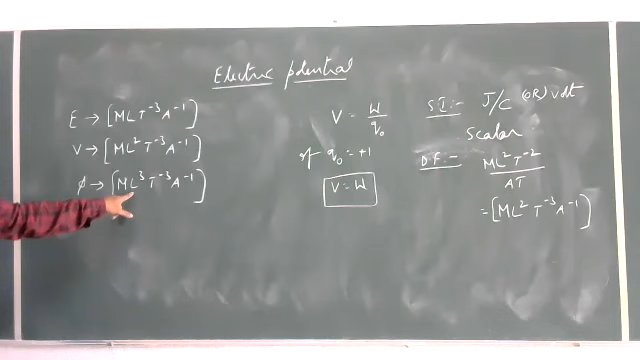 Electric potential
E → [MLT⁻³A⁻¹]
V → [ML²T⁻³A⁻¹]
φ → [ML³T⁻³A⁻¹]
V = W/q₀
If q₀ = +1
V = W
S.I:- J/C (OR) volt
Scalar
D.F:- ML²T⁻²/AT
= [ML²T⁻³A⁻¹]